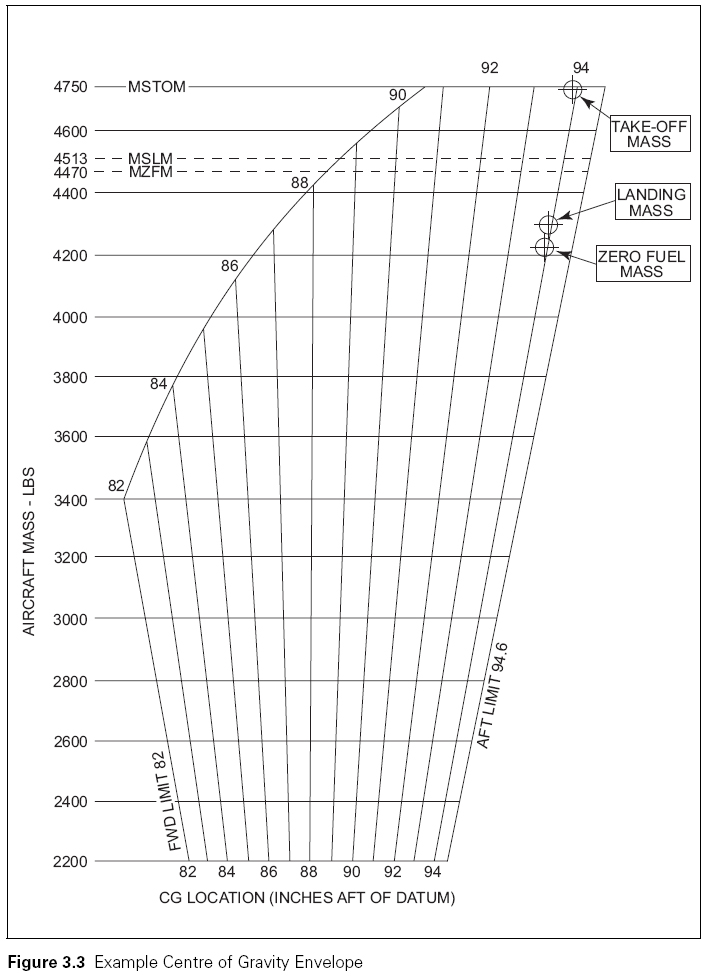 92
94
4750
MSTOM
90
TAKE-OFF
MASS
4600
4513
MSLM
4470
MZFM
88
4400
LANDING
MASS
4200
86
ZERO FUEL
MASS
4000
3800
84
3600
82
3400
3200
3000
2800
2600
2400
2200
AIRCRAFT MASS - LBS
FWD LIMIT 82
AFT LIMIT 94.6
82 84 86 88 90 92 94
CG LOCATION (INCHES AFT OF DATUM)
Figure 3.3 Example Centre of Gravity Envelope